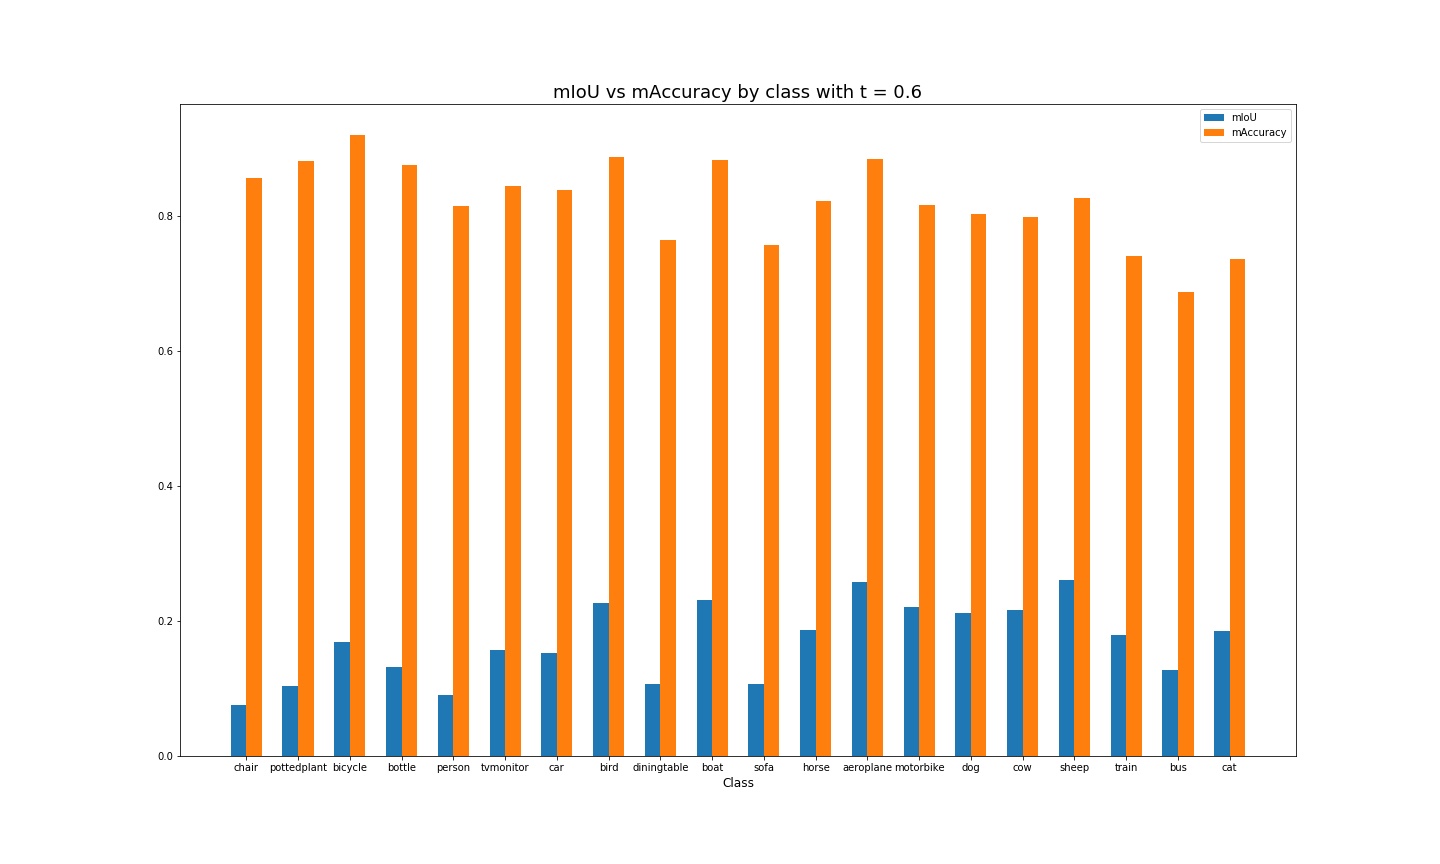 mIoU vs mAccuracy by class with t = 0.6
mIoU
mAccuracy
0.8
0.6
0.4
0.2
0.0
chair pottedplant bicycle bottle person tvmonitor car bird diningtable boat sofa horse aeroplane motorbike dog cow sheep train bus cat
Class